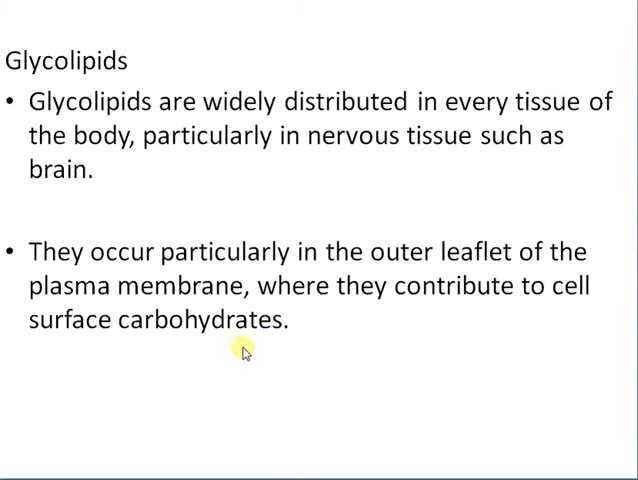 Glycolipids
• Glycolipids are widely distributed in every tissue of
the body, particularly in nervous tissue such as
brain.
• They occur particularly in the outer leaflet of the
plasma membrane, where they contribute to cell
surface carbohydrates.